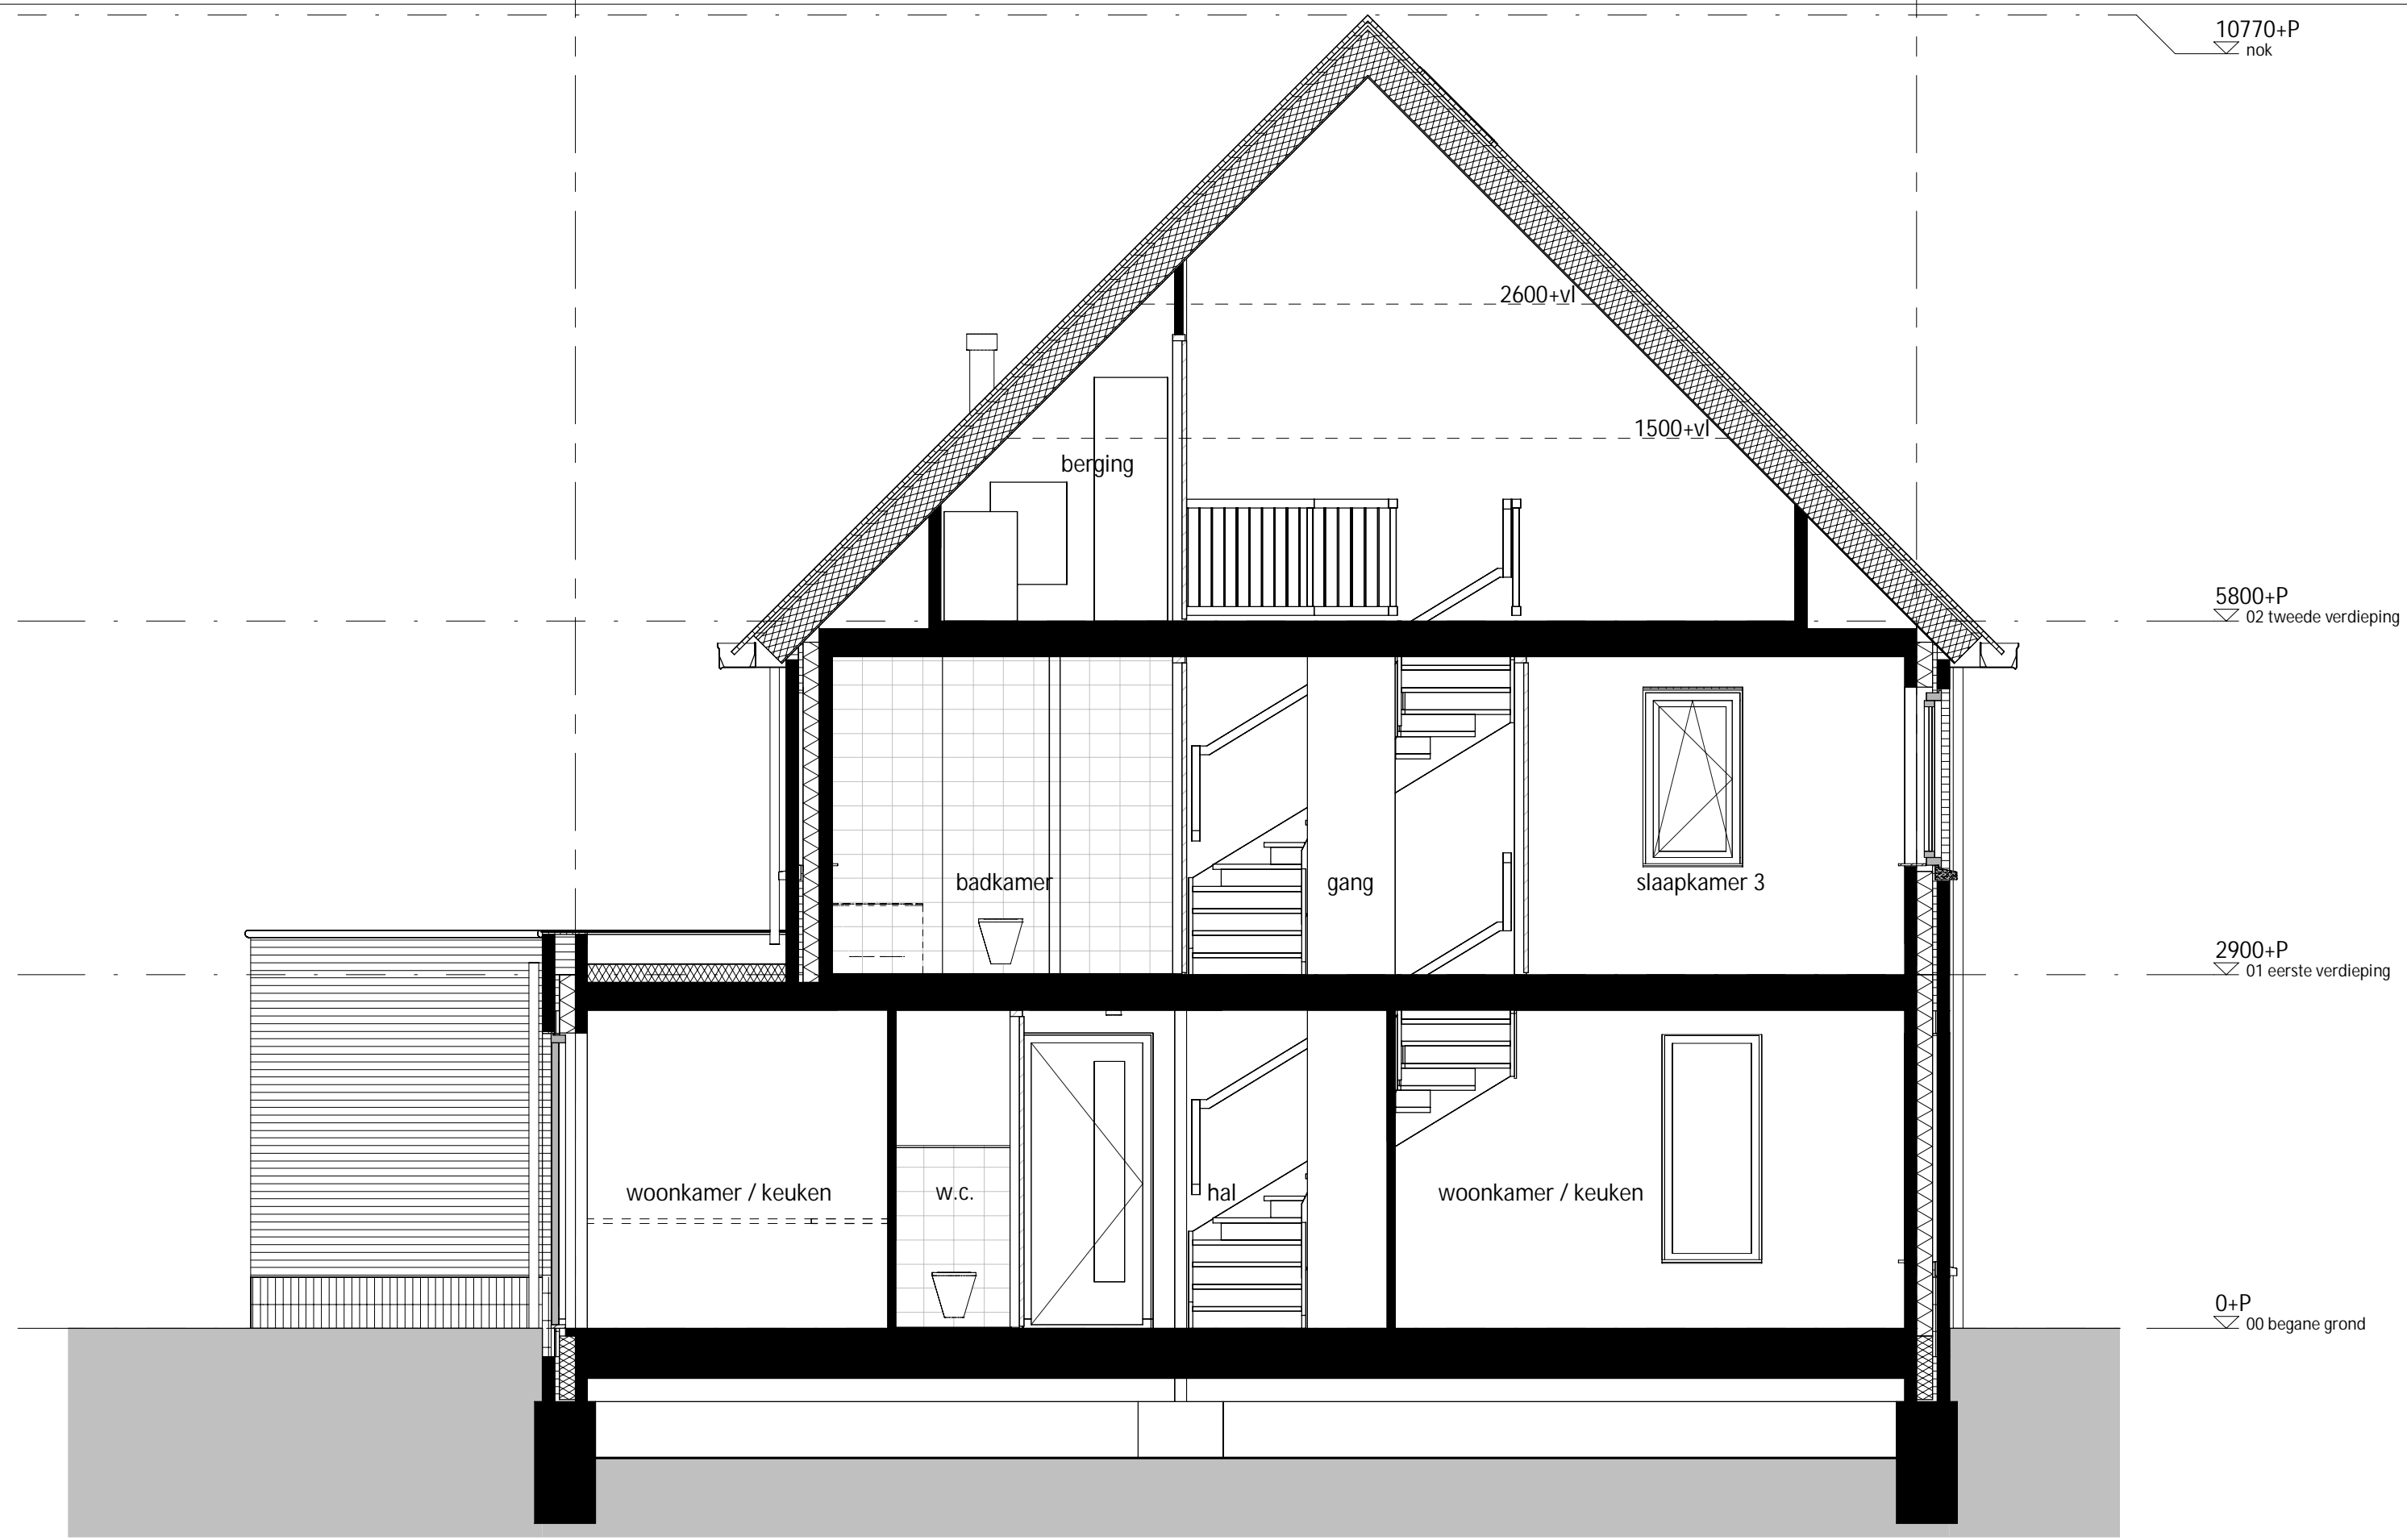 10770+P
nok
2600+vl
1500+vl
berging
5800+P
02 tweede verdieping
badkamer
gang
slaapkamer 3
2900+P
01 eerste verdieping
woonkamer / keuken
w.c.
hal
woonkamer / keuken
0+P
00 begane grond